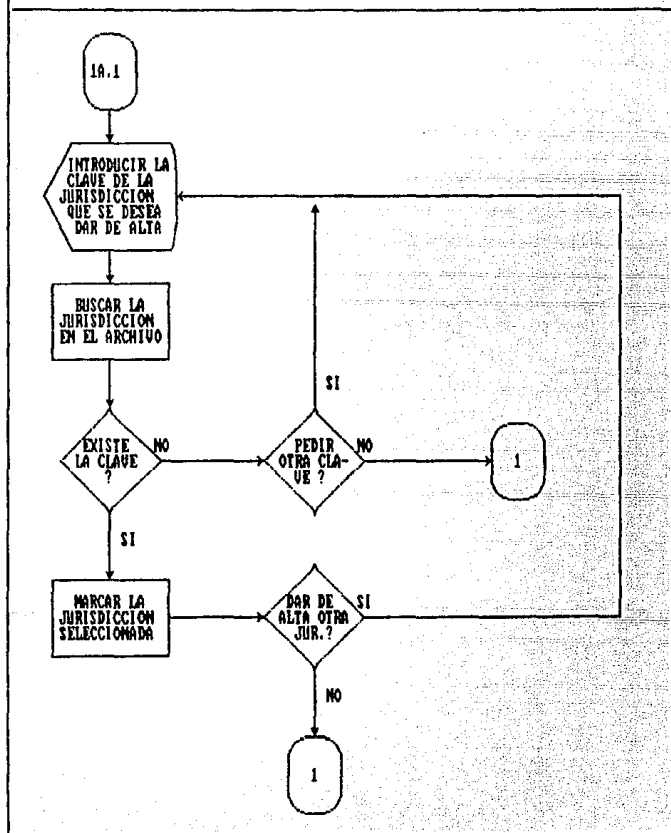 1A.1
INTRODUCIR LA
CLAVE DE LA
JURISDICCION
QUE SE DESEA
DAR DE ALTA
BUSCAR LA
JURISDICCION
EN EL ARCHIVO
SI
EXISTE
LA CLAVE
?
NO
PEDIR
OTRA CLA-
VE ?
NO
1
SI
MARCAR LA
JURISDICCION
SELECCIONADA
DAR DE
ALTA OTRA
JUR.?
SI
NO
1